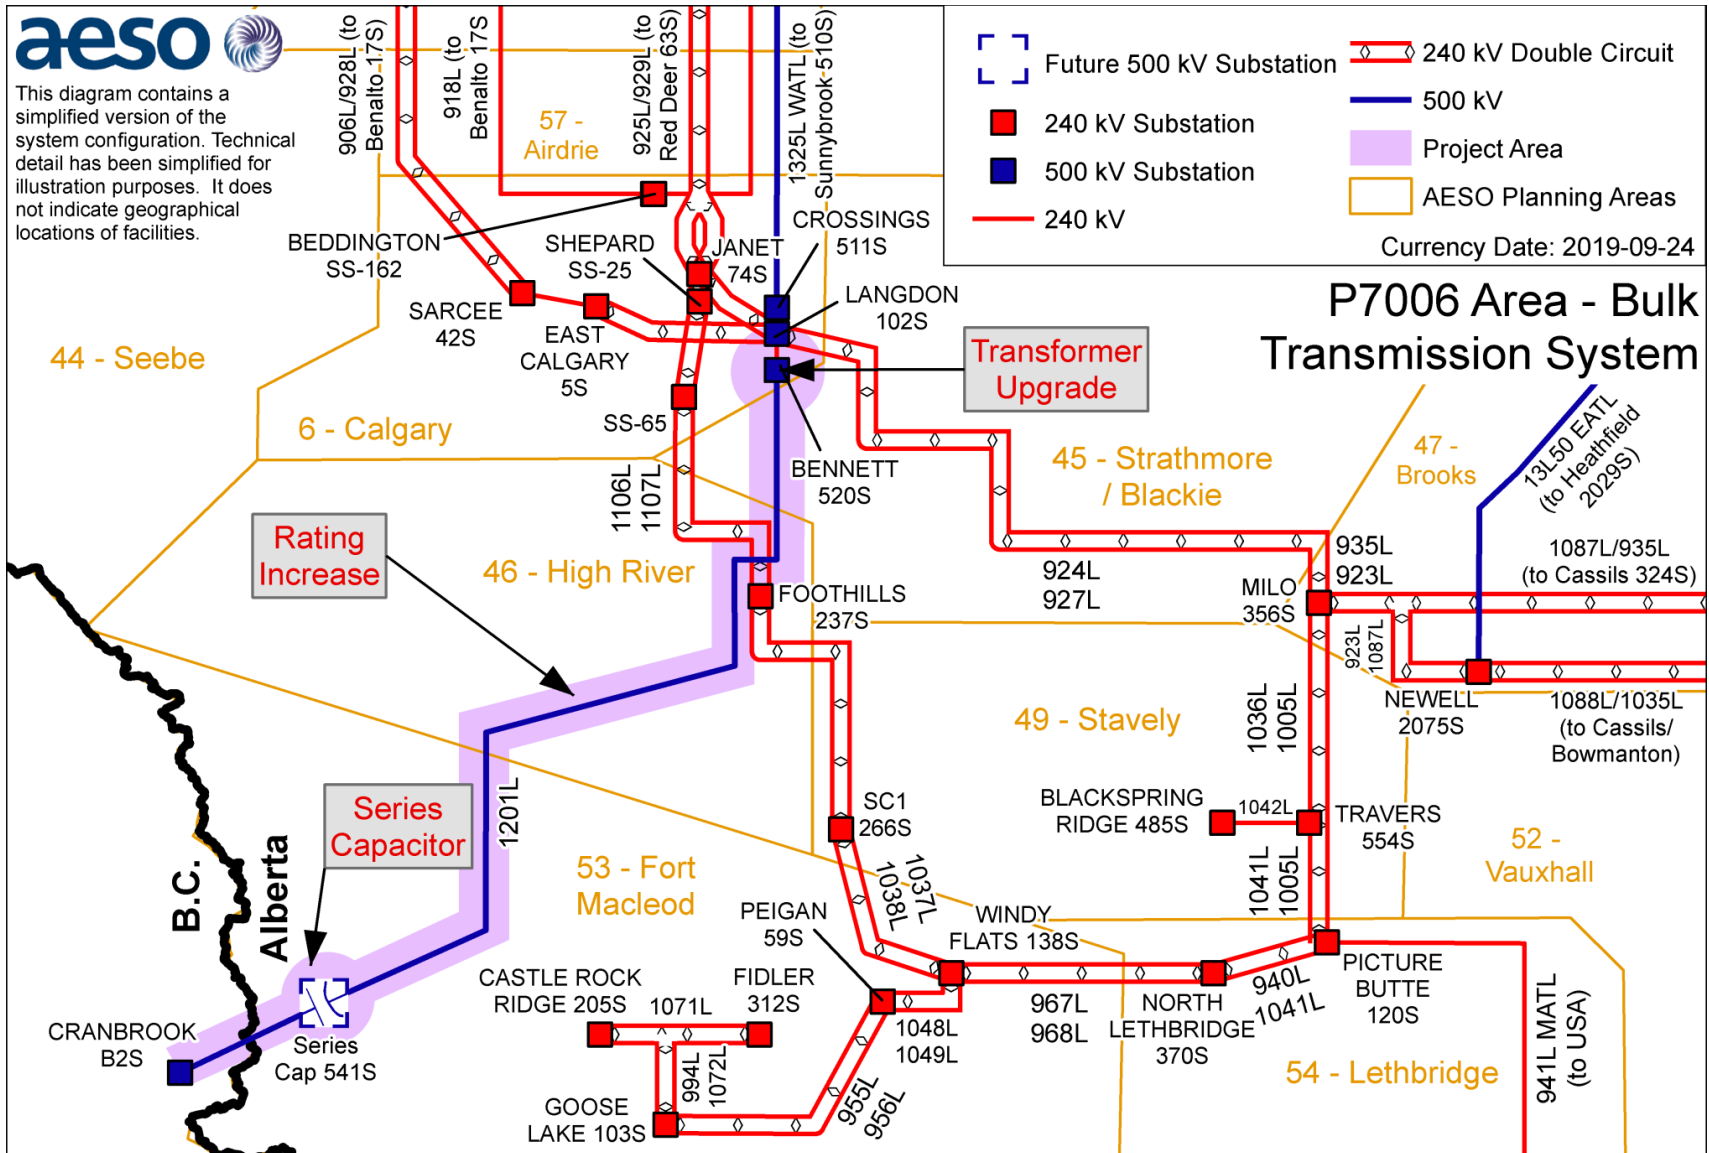 aeso
This diagram contains a
simplified version of the
system configuration. Technical
detail has been simplified for
illustration purposes. It does
not indicate geographical
locations of facilities.
906L/928L (to
Benalto-17S)
918L (to
Benalto 17S
925L/929L (to
Red Deer 63S)
1325L WATL (to
Sunnybrook-510S)
57 -
Airdrie
Future 500 kV Substation
240 kV Substation
500 kV Substation
240 kV
240 kV Double Circuit
500 kV
Project Area
AESO Planning Areas
Currency Date: 2019-09-24
P7006 Area - Bulk
Transmission System
BEDDINGTON
SS-162
SHEPARD
SS-25
JANET
74S
CROSSINGS
511S
LANGDON
102S
SARCEE
42S
EAST
CALGARY
5S
44 - Seebe
6 - Calgary
SS-65
Transformer
Upgrade
BENNETT
520S
45 - Strathmore
/ Blackie
47 -
Brooks
13L50 EATL
(to Heathfield
2029S)
1106L
1107L
Rating
Increase
46 - High River
FOOTHILLS
237S
924L
927L
935L
923L
1087L/935L
(to Cassils 324S)
MILO
356S
923L
1087L
NEWELL
2075S
1088L/1035L
(to Cassils/
Bowmanton)
49 - Stavely
1036L
1005L
Series
Capacitor
1201L
SC1
266S
BLACKSPRING
RIDGE 485S
1042L
TRAVERS
554S
52 -
Vauxhall
B.C.
Alberta
53 - Fort
Macleod
1037L
1038L
1041L
1005L
PEIGAN
59S
WINDY
FLATS 138S
CASTLE ROCK
RIDGE 205S
1071L
FIDLER
312S
1048L
1049L
967L
968L
NORTH
LETHBRIDGE
370S
940L
1041L
PICTURE
BUTTE
120S
941L MATL
(to USA)
CRANBROOK
B2S
Series
Cap 541S
994L
1072L
GOOSE
LAKE 103S
955L
956L
54 - Lethbridge